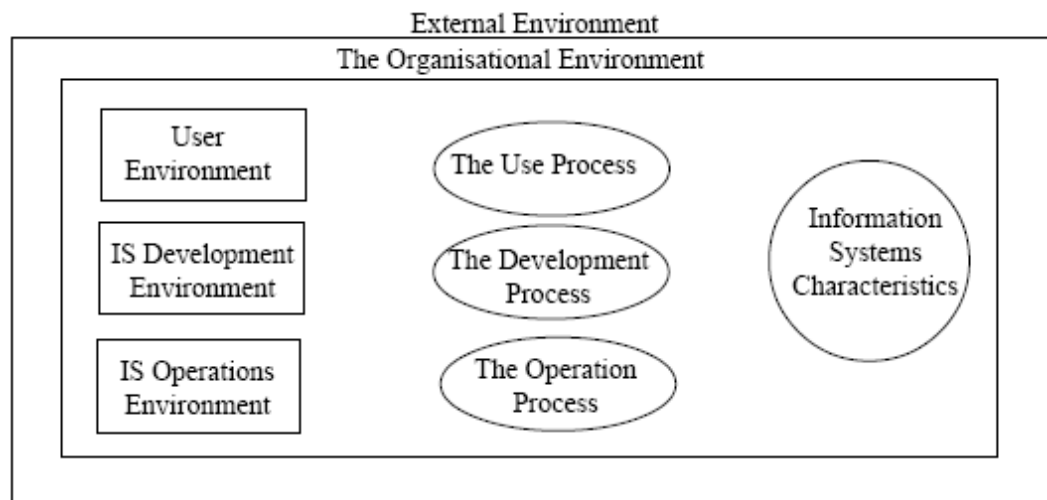 External Environment
The Organisational Environment
User
Environment
The Use Process
IS Development
Environment
The Development
Process
IS Operations
Environment
The Operation
Process
Information
Systems
Characteristics